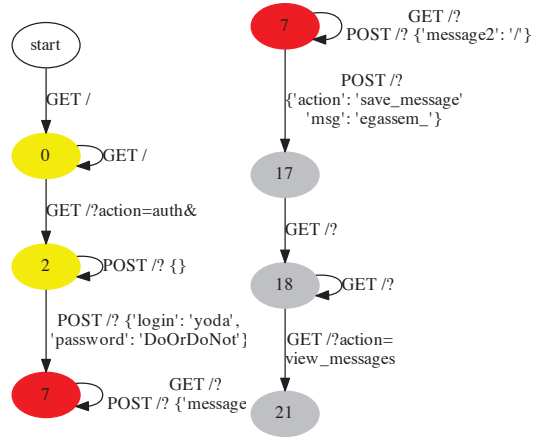 start
GET /
0
GET /
GET /?action=auth&
2
POST /? {}
POST /? {'login': 'yoda',
'password': 'DoOrDoNot'}
7
GET /?
POST /? {'message
7
GET /?
POST /? {'message2': '/'}
POST /?
{'action': 'save_message'
'msg': 'egassem_'}
17
GET /?
18
GET /?
GET /?action=
view_messages
21